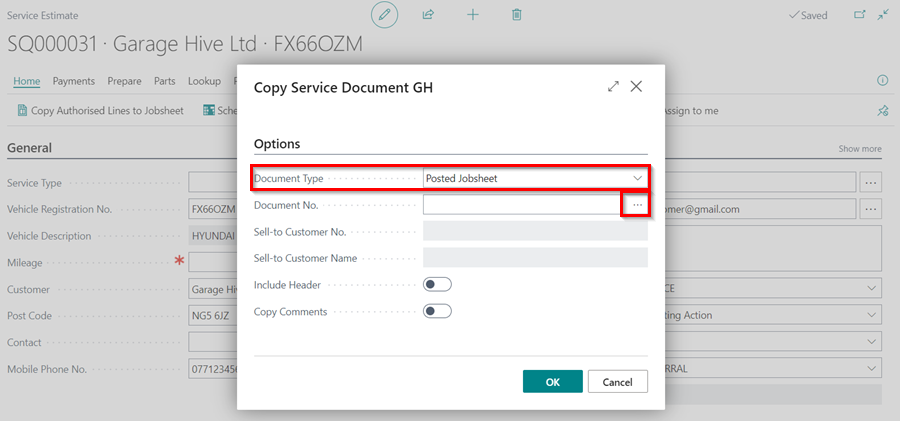 Service Estimate
Saved
SQ000031 · Garage Hive Ltd · FX66OZM
Home Payments Prepare Parts Lookup
Copy Authorised Lines to Jobsheet
Assign to me
General
Show more
Service Type
Vehicle Registration No. FX66OZM
omer@gmail.com
Vehicle Description HYUNDAI
Mileage
Customer Garage Hiv
CE
Post Code NG5 6JZ
ting Action
Contact
Mobile Phone No. 077123456
RRAL
Copy Service Document GH
Options
Document Type Posted Jobsheet
Document No.
Sell-to Customer No.
Sell-to Customer Name
Include Header
Copy Comments
OK Cancel